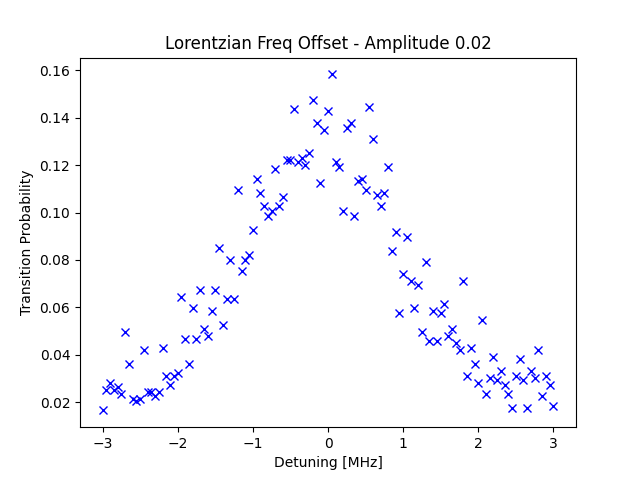 Lorentzian Freq Offset - Amplitude 0.02
Transition Probability
0.16
0.14
0.12
0.10
0.08
0.06
0.04
0.02
−3 −2 −1 0 1 2 3
Detuning [MHz]